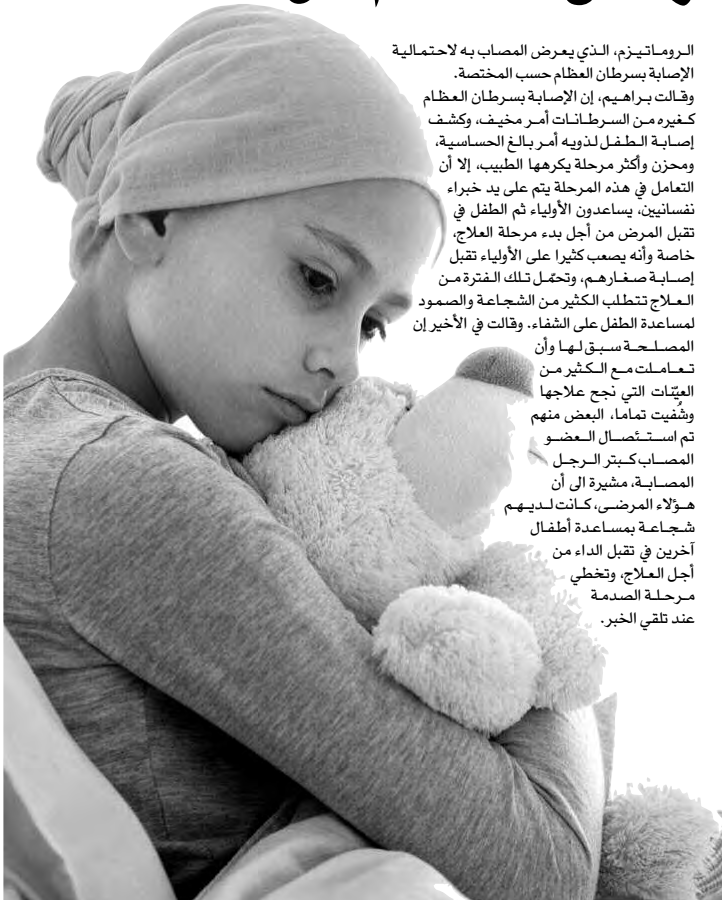 الروماتيزم، الذي يعرض المصاب به لاحتمالية
الإصابة بسرطان العظام حسب المختصة.
وقالت براهيم، إن الإصابة بسرطان العظام
كغيره من السرطانات أمر مخيف، وكشف
إصابة الطفل لذويه أمر بالغ الحساسية،
ومحزن وأكثر مرحلة يكرهها الطبيب، إلا أن
التعامل في هذه المرحلة يتم على يد خبراء
نفسانيين، يساعدون الأولياء ثم الطفل في
تقبل المرض من أجل بدء مرحلة العلاج،
خاصة وأنه يصعب كثيرا على الأولياء تقبل
إصابة صغارهم، وتحمّل تلك الفترة من
العلاج تتطلب الكثير من الشجاعة والصمود
لمساعدة الطفل على الشفاء. وقالت في الأخير إن
المصلحة سبق لها وأن
تعاملت مع الكثير من
العيّنات التي نجح علاجها
وشُفيت تماما، البعض منهم
تم استئصال العضو
المصاب كبتر الرجل
المصابة، مشيرة الى أن
هؤلاء المرضى، كانت لديهم
شجاعة بمساعدة أطفال
آخرين في تقبل الداء من
أجل العلاج، وتخطي
مرحلة الصدمة
عند تلقي الخبر.